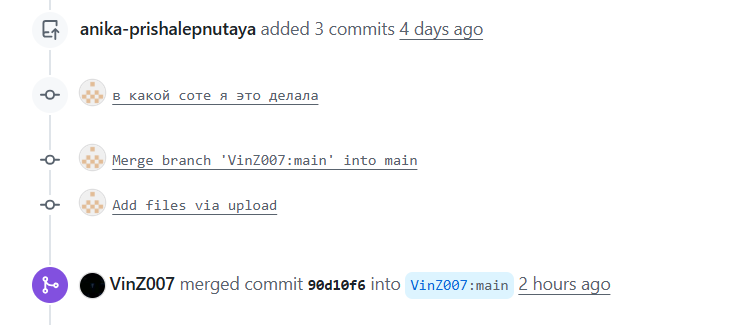 anika-prishalepnutaya added 3 commits 4 days ago
в какой соте я это делала
Merge branch 'VinZ007:main' into main
Add files via upload
VinZ007 merged commit 90d10f6 into VinZ007:main 2 hours ago